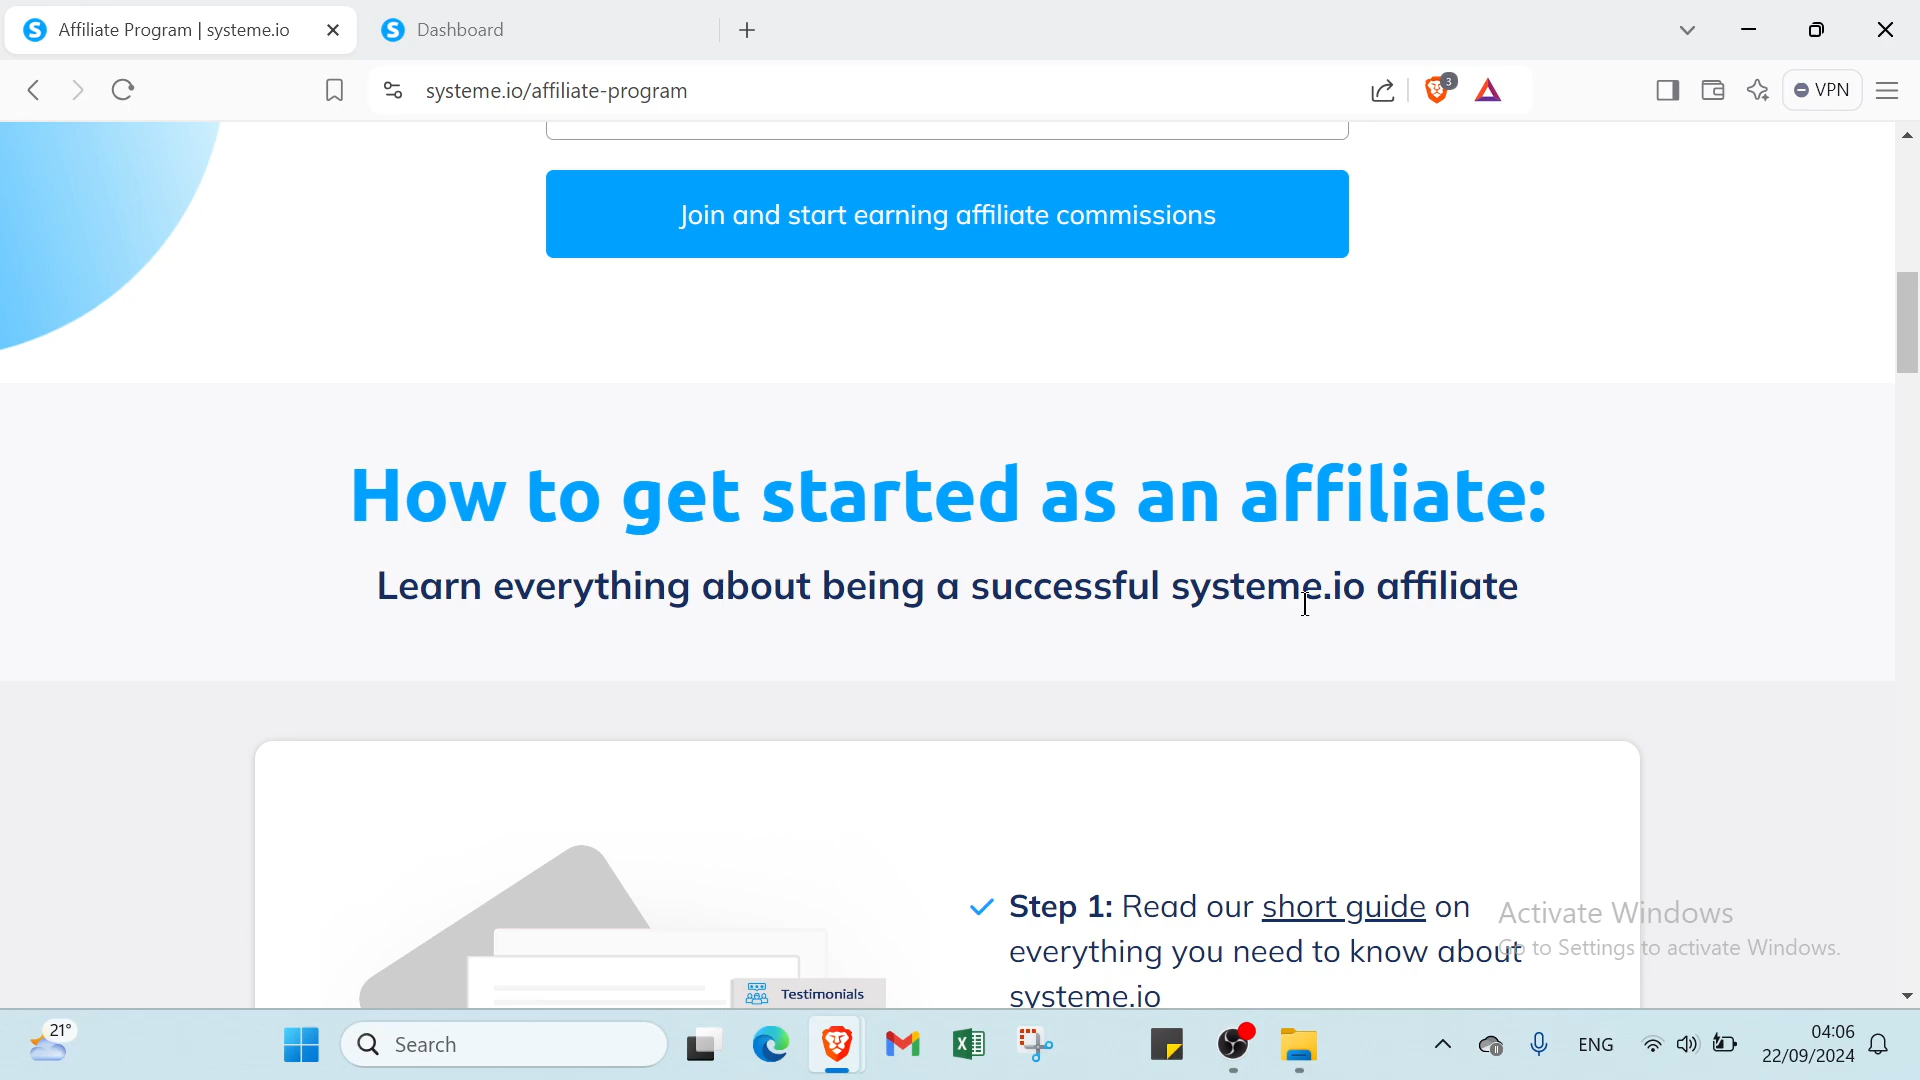 Affiliate Program | systeme.io
Dashboard
systeme.io/affiliate-program
3
VPN
Join and start earning affiliate commissions
How to get started as an affiliate:
Learn everything about being a successful systeme.io affiliate
Step 1: Read our short guide on
everything you need to know about
systeme.io
Testimonials
Activate Windows
Go to Settings to activate Windows.
21°
Search
ENG
04:06
22/09/2024